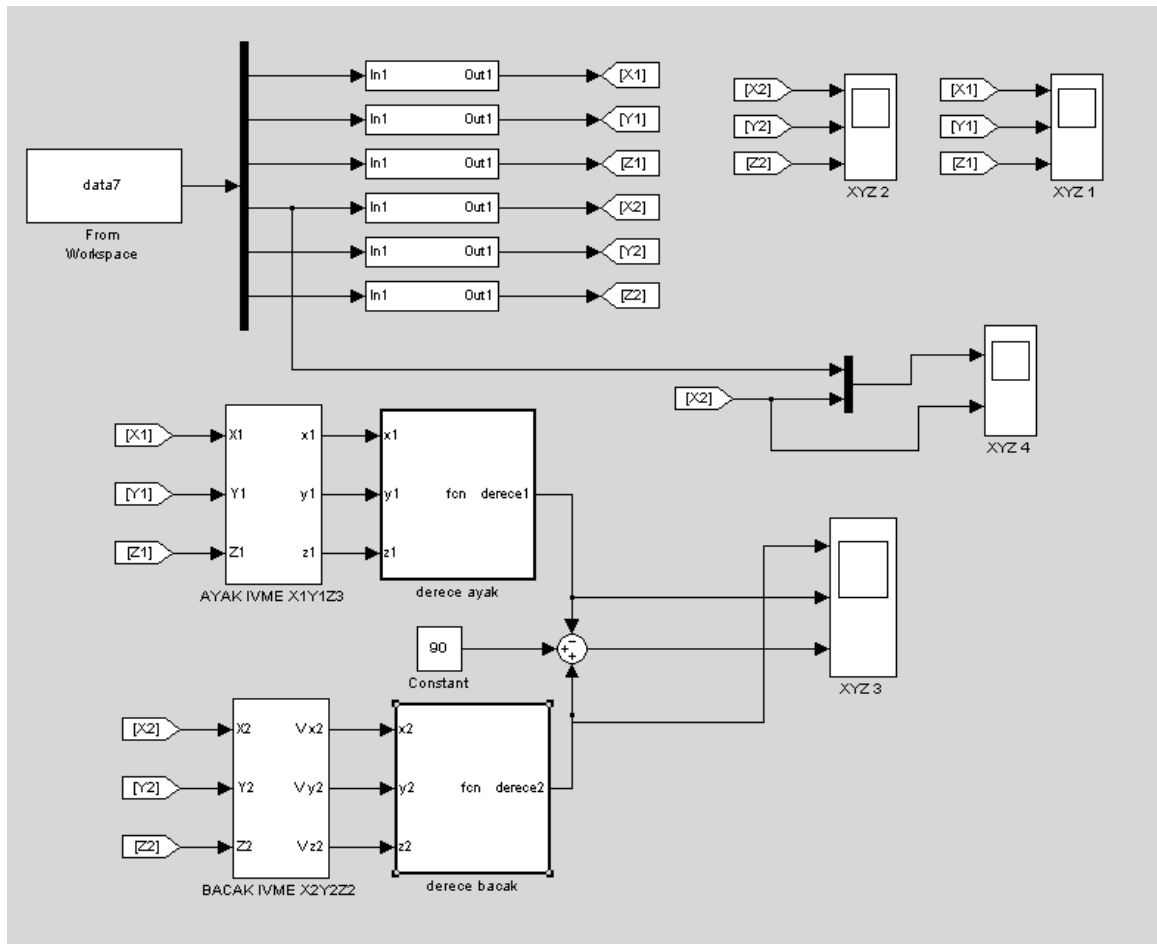 In1 Out1 [X1]
In1 Out1 [Y1]
In1 Out1 [Z1]
In1 Out1 [X2]
In1 Out1 [Y2]
In1 Out1 [Z2]
data7
From
Workspace
[X2]
[Y2]
[Z2]
XYZ 2
[X1]
[Y1]
[Z1]
XYZ 1
[X2]
XYZ 4
[X1] X1 x1 x1
[Y1] Y1 y1 y1 fcn derece1
[Z1] Z1 z1 z1
AYAK IVME X1Y1Z3
derece ayak
90
Constant
+ − +
XYZ 3
[X2] X2 Vx2 x2
[Y2] Y2 Vy2 y2 fcn derece2
[Z2] Z2 Vz2 z2
BACAK IVME X2Y2Z2
derece bacak